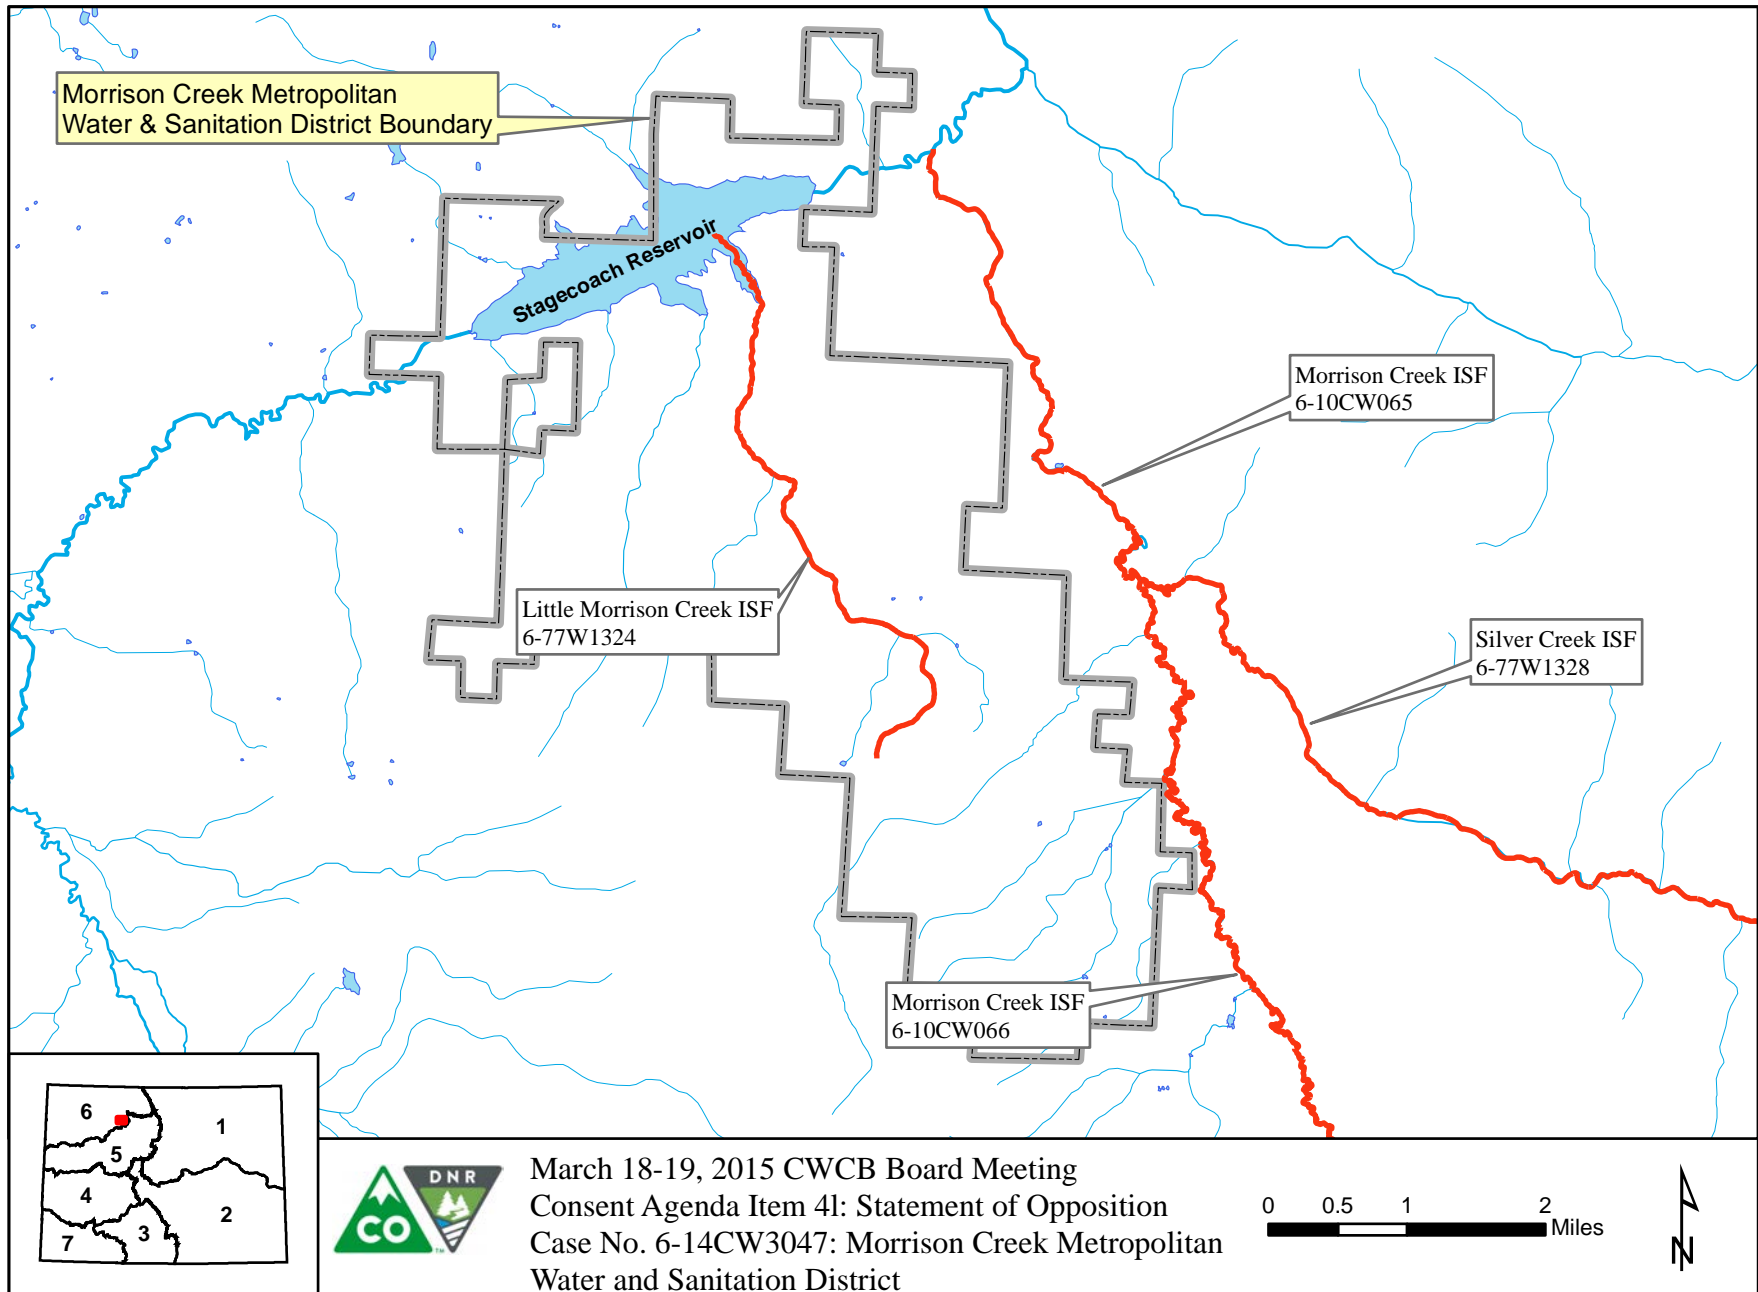 Morrison Creek Metropolitan
Water & Sanitation District Boundary
Stagecoach Reservoir
Morrison Creek ISF
6-10CW065
Little Morrison Creek ISF
6-77W1324
Silver Creek ISF
6-77W1328
Morrison Creek ISF
6-10CW066
6
1
5
4
2
3
7
CO
TM
DNR
March 18-19, 2015 CWCB Board Meeting
Consent Agenda Item 4l: Statement of Opposition
Case No. 6-14CW3047: Morrison Creek Metropolitan
Water and Sanitation District
0 0.5 1 2
Miles
N